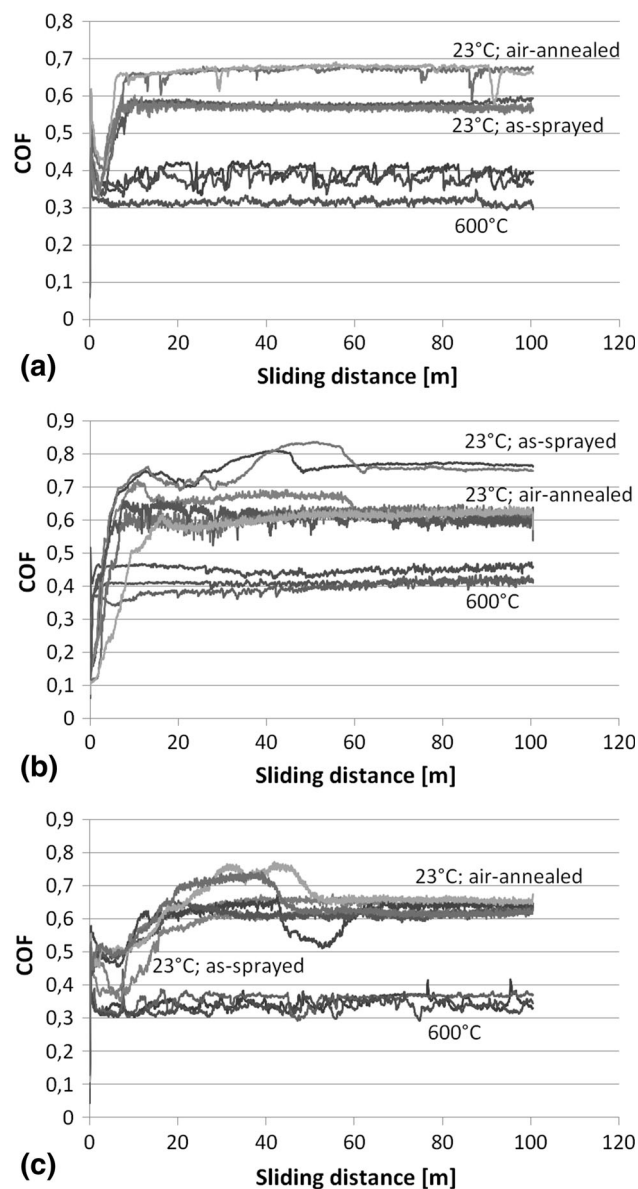 0,8
0,7
0,6
0,5
0,4
0,3
0,2
0,1
0
COF
23°C; air-annealed
23°C; as-sprayed
600°C
0 20 40 60 80 100 120
Sliding distance [m]
(a)
0,9
0,8
0,7
0,6
0,5
0,4
0,3
0,2
0,1
0
COF
23°C; as-sprayed
23°C; air-annealed
600°C
0 20 40 60 80 100 120
Sliding distance [m]
(b)
0,9
0,8
0,7
0,6
0,5
0,4
0,3
0,2
0,1
0
COF
23°C; air-annealed
23°C; as-sprayed
600°C
0 20 40 60 80 100 120
Sliding distance [m]
(c)